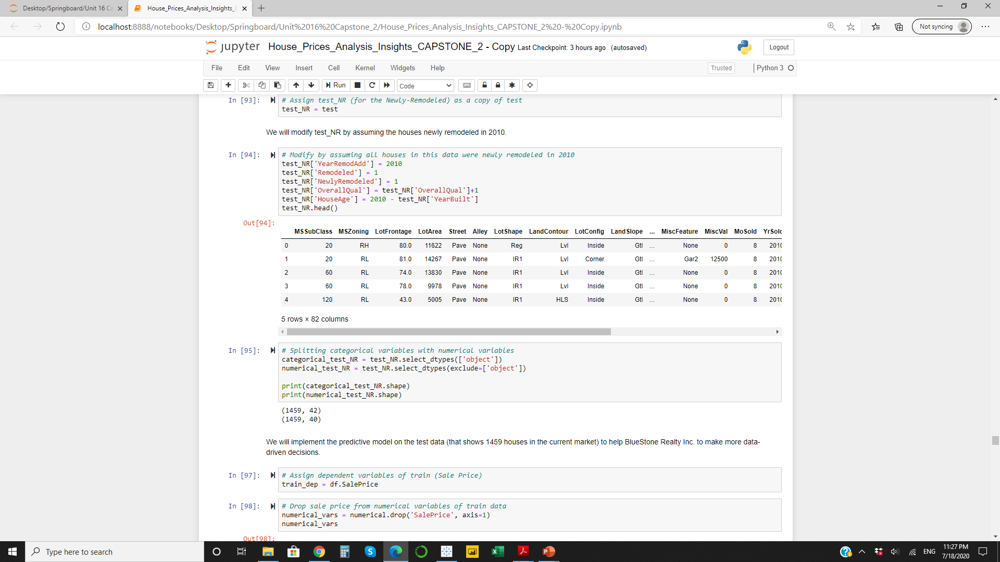 Desktop/Springboard/Unit 16 Ca
House_Prices_Analysis_Insights_C
localhost:8888/notebooks/Desktop/Springboard/Unit%2016%20Capstone_2/House_Prices_Analysis_Insights_CAPSTONE_2%20-%20Copy.ipynb
Not syncing
jupyter House_Prices_Analysis_Insights_CAPSTONE_2 - Copy Last Checkpoint: 3 hours ago (autosaved)
Logout
File Edit View Insert Cell Kernel Widgets Help
Trusted
Python 3
Run
Code
In [93]: # Assign test_NR (for the Newly-Remodeled) as a copy of test
test_NR = test
We will modify test_NR by assuming the houses newly remodeled in 2010.
In [94]: # Modify by assuming all houses in this data were newly remodeled in 2010
test_NR['YearRemodAdd'] = 2010
test_NR['Remodeled'] = 1
test_NR['NewlyRemodeled'] = 1
test_NR['OverallQual'] = test_NR['OverallQual']+1
test_NR['HouseAge'] = 2010 - test_NR['YearBuilt']
test_NR.head()
Out[94]:
MSSubClass MSZoning LotFrontage LotArea Street Alley LotShape LandContour LotConfig LandSlope ... MiscFeature MiscVal MoSold YrSold
0 20 RH 80.0 11622 Pave None Reg Lvl Inside Gtl ... None 0 8 2010
1 20 RL 81.0 14267 Pave None IR1 Lvl Corner Gtl ... Gar2 12500 8 2010
2 60 RL 74.0 13830 Pave None IR1 Lvl Inside Gtl ... None 0 8 2010
3 60 RL 78.0 9978 Pave None IR1 Lvl Inside Gtl ... None 0 8 2010
4 120 RL 43.0 5005 Pave None IR1 HLS Inside Gtl ... None 0 8 2010
5 rows × 82 columns
In [95]: # Splitting categorical variables with numerical variables
categorical_test_NR = test_NR.select_dtypes(['object'])
numerical_test_NR = test_NR.select_dtypes(exclude=['object'])
print(categorical_test_NR.shape)
print(numerical_test_NR.shape)
(1459, 42)
(1459, 40)
We will implement the predictive model on the test data (that shows 1459 houses in the current market) to help BlueStone Realty Inc. to make more data-
driven decisions.
In [97]: # Assign dependent variables of train (Sale Price)
train_dep = df.SalePrice
In [98]: # Drop sale price from numerical variables of train data
numerical_vars = numerical.drop('SalePrice', axis=1)
numerical_vars
Out[98]:
Type here to search
ENG
11:27 PM
7/18/2020